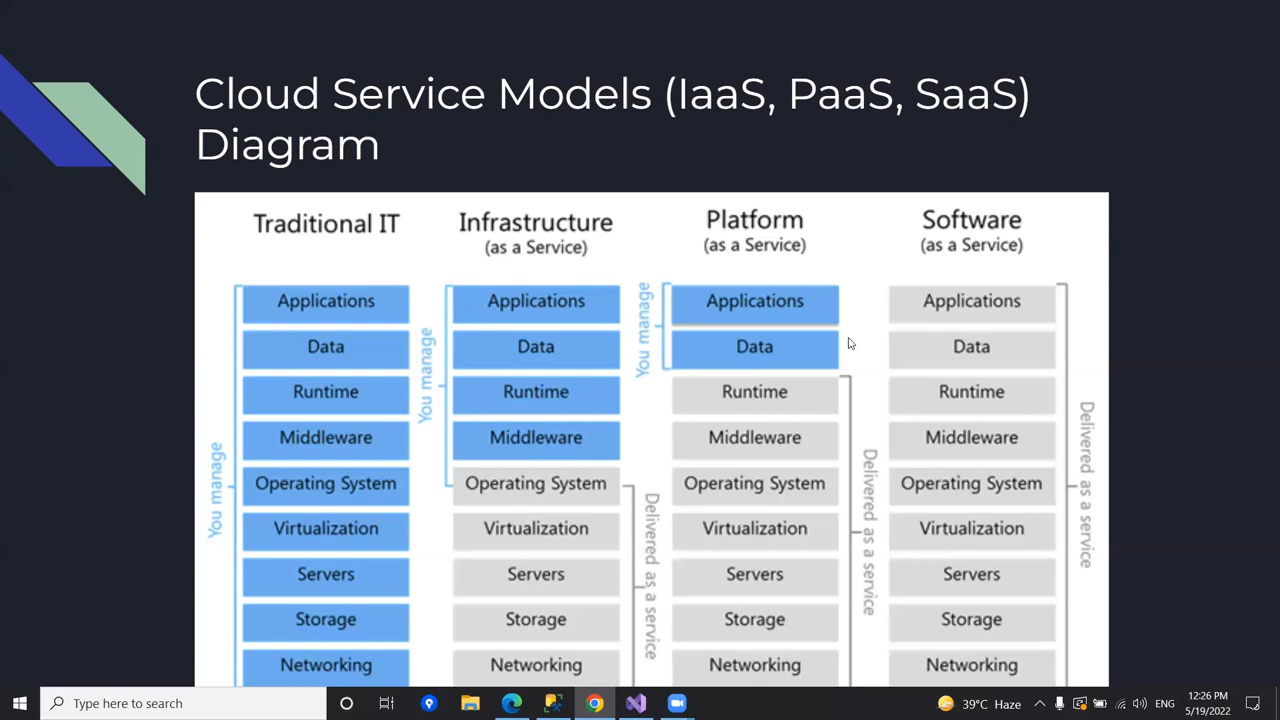 Cloud Service Models (IaaS, PaaS, SaaS)
Diagram
Traditional IT
Infrastructure
(as a Service)
Platform
(as a Service)
Software
(as a Service)
You manage
Applications
Data
Runtime
Middleware
Operating System
Virtualization
Servers
Storage
Networking
You manage
Applications
Data
Runtime
Middleware
Operating System
Virtualization
Servers
Storage
Networking
Delivered as a service
You manage
Applications
Data
Runtime
Middleware
Operating System
Virtualization
Servers
Storage
Networking
Delivered as a service
Applications
Data
Runtime
Middleware
Operating System
Virtualization
Servers
Storage
Networking
Delivered as a service
Type here to search
39°C Haze
ENG
12:26 PM
5/19/2022